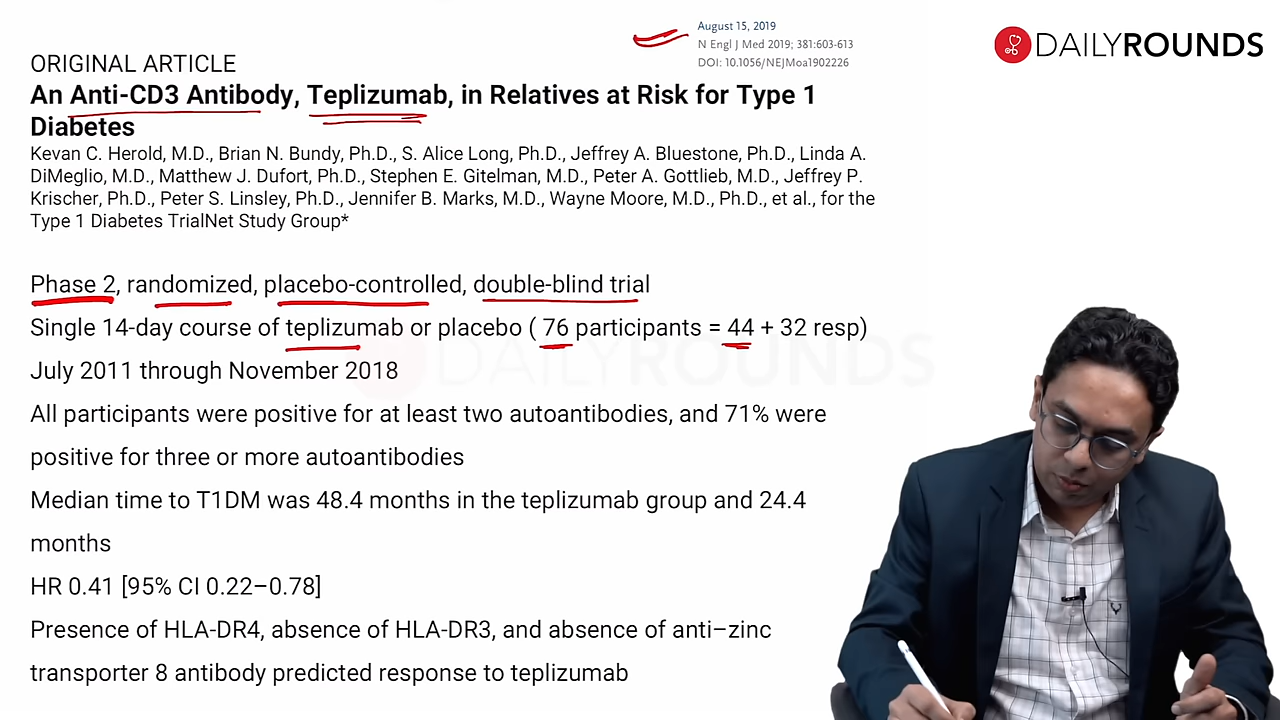 August 15, 2019
N Engl J Med 2019; 381:603-613
DOI: 10.1056/NEJMoa1902226
DAILYROUNDS
ORIGINAL ARTICLE
An Anti-CD3 Antibody, Teplizumab, in Relatives at Risk for Type 1
Diabetes
Kevan C. Herold, M.D., Brian N. Bundy, Ph.D., S. Alice Long, Ph.D., Jeffrey A. Bluestone, Ph.D., Linda A.
DiMeglio, M.D., Matthew J. Dufort, Ph.D., Stephen E. Gitelman, M.D., Peter A. Gottlieb, M.D., Jeffrey P.
Krischer, Ph.D., Peter S. Linsley, Ph.D., Jennifer B. Marks, M.D., Wayne Moore, M.D., Ph.D., et al., for the
Type 1 Diabetes TrialNet Study Group*
Phase 2, randomized, placebo-controlled, double-blind trial
Single 14-day course of teplizumab or placebo ( 76 participants = 44 + 32 resp)
DAILYROUNDS
July 2011 through November 2018
All participants were positive for at least two autoantibodies, and 71% were
positive for three or more autoantibodies
Median time to T1DM was 48.4 months in the teplizumab group and 24.4
months
HR 0.41 [95% CI 0.22–0.78]
Presence of HLA-DR4, absence of HLA-DR3, and absence of anti–zinc
transporter 8 antibody predicted response to teplizumab